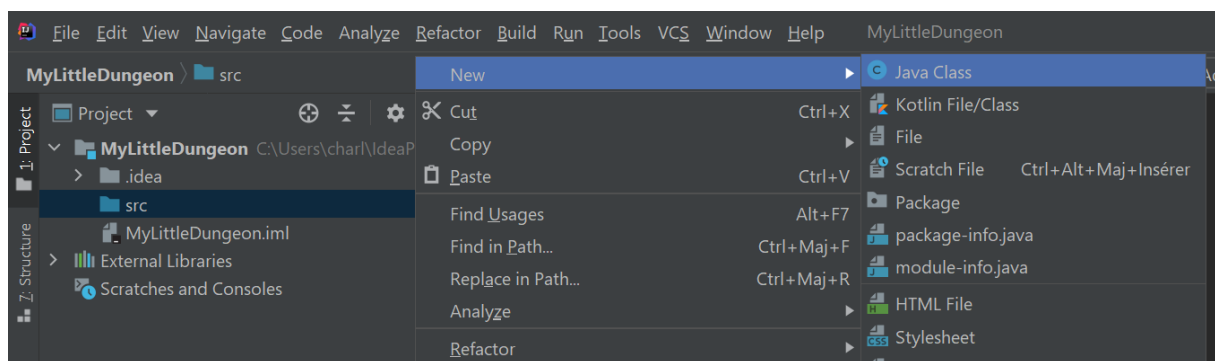 File Edit View Navigate Code Analyze Refactor Build Run Tools VCS Window Help MyLittleDungeon
MyLittleDungeon src
1: Project
Project
MyLittleDungeon C:\Users\charl\IdeaP
.idea
src
MyLittleDungeon.iml
External Libraries
Scratches and Consoles
7: Structure
New
Cut Ctrl+X
Copy
Paste Ctrl+V
Find Usages Alt+F7
Find in Path... Ctrl+Maj+F
Replace in Path... Ctrl+Maj+R
Analyze
Refactor
Java Class
Kotlin File/Class
File
Scratch File Ctrl+Alt+Maj+Insérer
Package
package-info.java
module-info.java
HTML File
Stylesheet